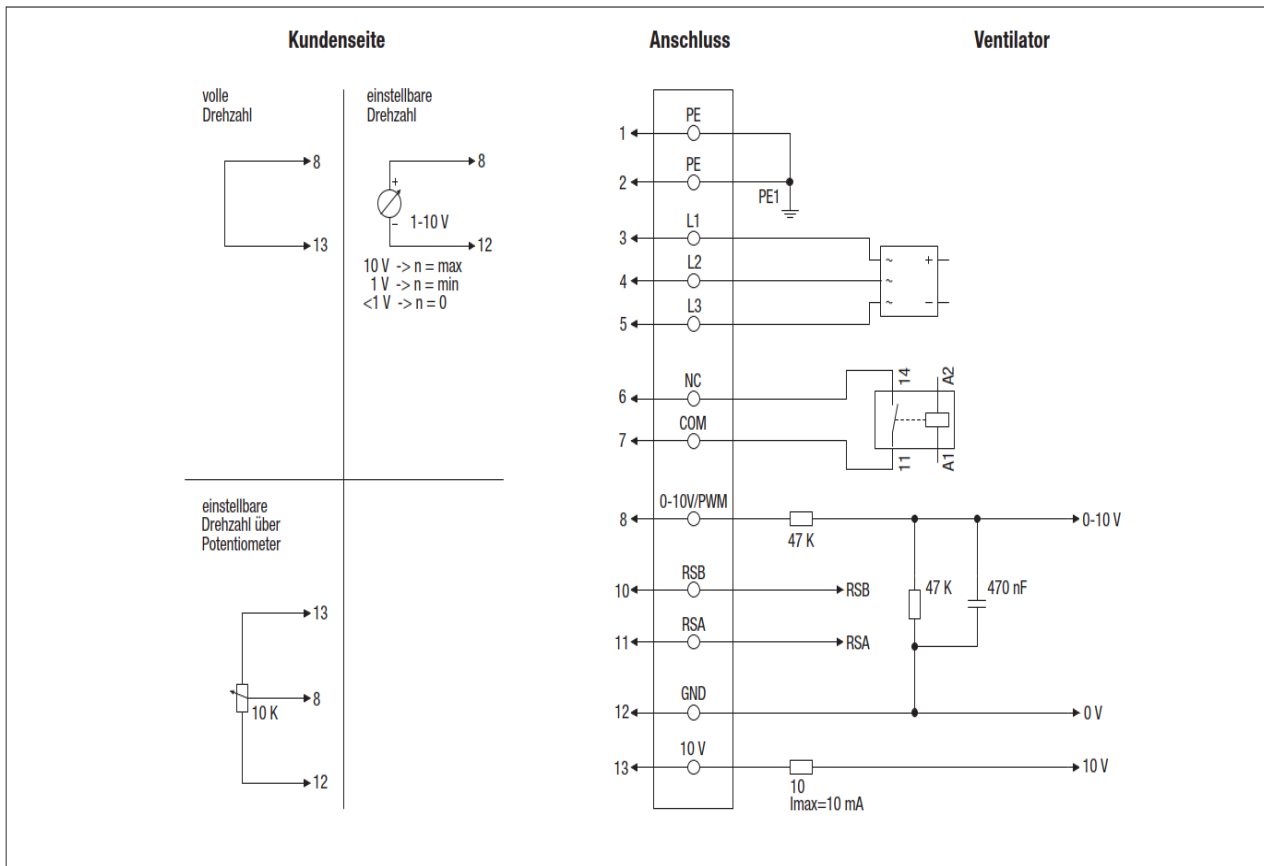 Kundenseite
Anschluss
Ventilator
volle
Drehzahl
8
13
einstellbare
Drehzahl
8
+
1-10 V
–
12
10 V -> n = max
1 V -> n = min
<1 V -> n = 0
einstellbare
Drehzahl über
Potentiometer
13
8
10 K
12
1
PE
2
PE
PE1
3
L1
4
L2
5
L3
~ +
~
~ –
6
NC
14
A2
7
COM
11
A1
8
0-10V/PWM
47 K
0-10 V
10
RSB
RSB
47 K
470 nF
11
RSA
RSA
12
GND
0 V
13
10 V
10
Imax=10 mA
10 V